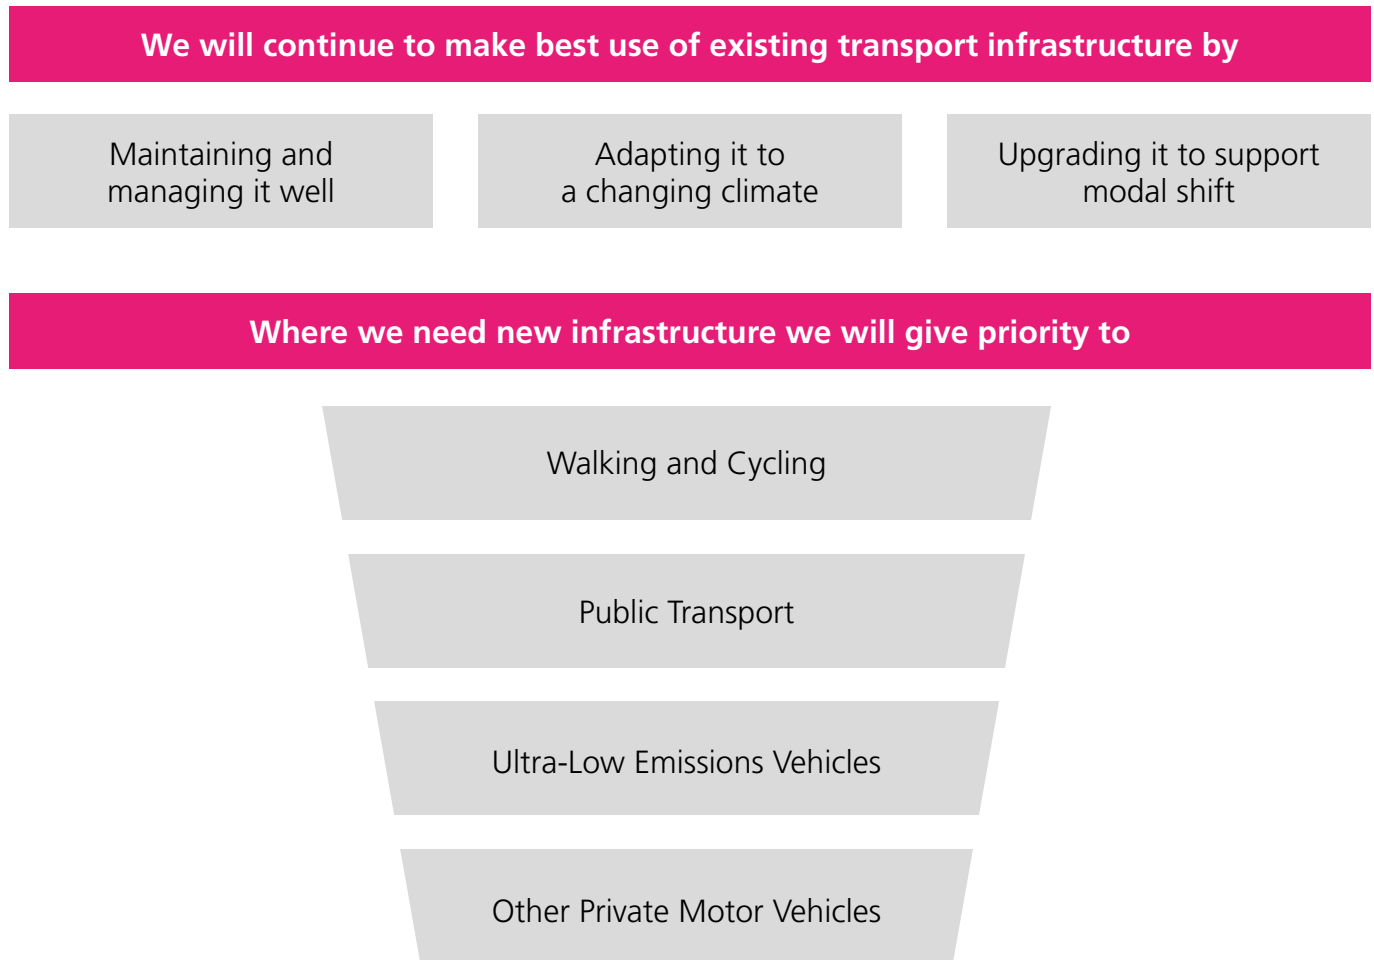 We will continue to make best use of existing transport infrastructure by
Maintaining and
managing it well
Adapting it to
a changing climate
Upgrading it to support
modal shift
Where we need new infrastructure we will give priority to
Walking and Cycling
Public Transport
Ultra-Low Emissions Vehicles
Other Private Motor Vehicles